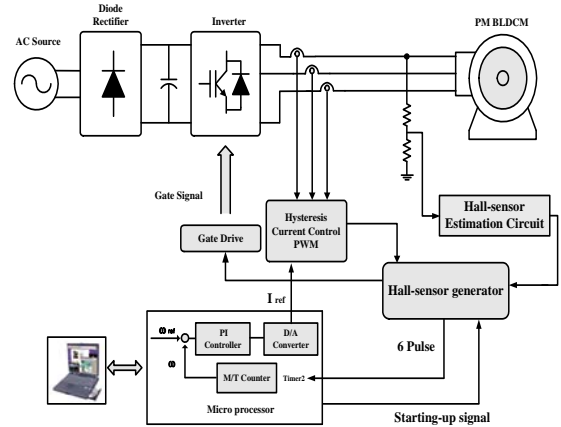 Diode
Rectifier
Inverter
PM BLDCM
AC Source
Gate Signal
Hysteresis
Current Control
PWM
Hall-sensor
Estimation Circuit
Gate Drive
Hall-sensor generator
I ref
ω ref
PI
Controller
D/A
Converter
6 Pulse
ω
M/T Counter
Timer2
Micro processor
Starting-up signal